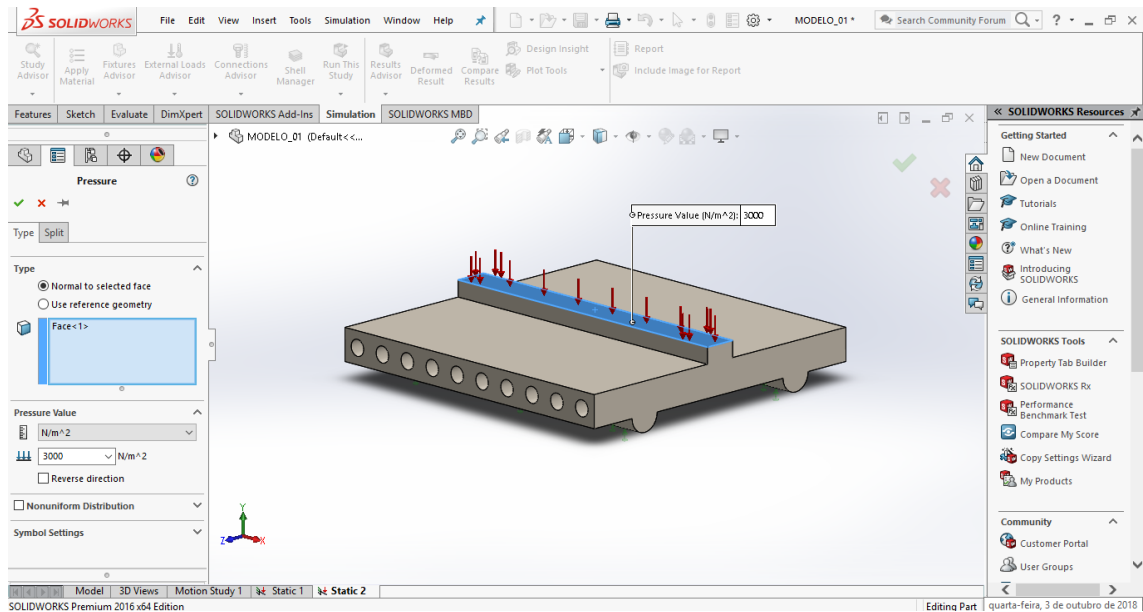 SOLIDWORKS File Edit View Insert Tools Simulation Window Help MODELO_01 * Search Community Forum
Study Advisor
Apply Material
Fixtures Advisor
External Loads Advisor
Connections Advisor
Shell Manager
Run This Study
Results Advisor
Deformed Result
Compare Results
Design Insight
Plot Tools
Report
Include Image for Report
Features Sketch Evaluate DimXpert SOLIDWORKS Add-Ins Simulation SOLIDWORKS MBD
MODELO_01 (Default<<...
Pressure
Type Split
Type
Normal to selected face
Use reference geometry
Face<1>
Pressure Value
N/m^2
3000 N/m^2
Reverse direction
Nonuniform Distribution
Symbol Settings
Pressure Value (N/m^2): 3000
Y
Z X
SOLIDWORKS Resources
Getting Started
New Document
Open a Document
Tutorials
Online Training
What's New
Introducing
SOLIDWORKS
General Information
SOLIDWORKS Tools
Property Tab Builder
SOLIDWORKS Rx
Performance
Benchmark Test
Compare My Score
Copy Settings Wizard
My Products
Community
Customer Portal
User Groups
Model 3D Views Motion Study 1 Static 1 Static 2
SOLIDWORKS Premium 2016 x64 Edition Editing Part quarta-feira, 3 de outubro de 2018